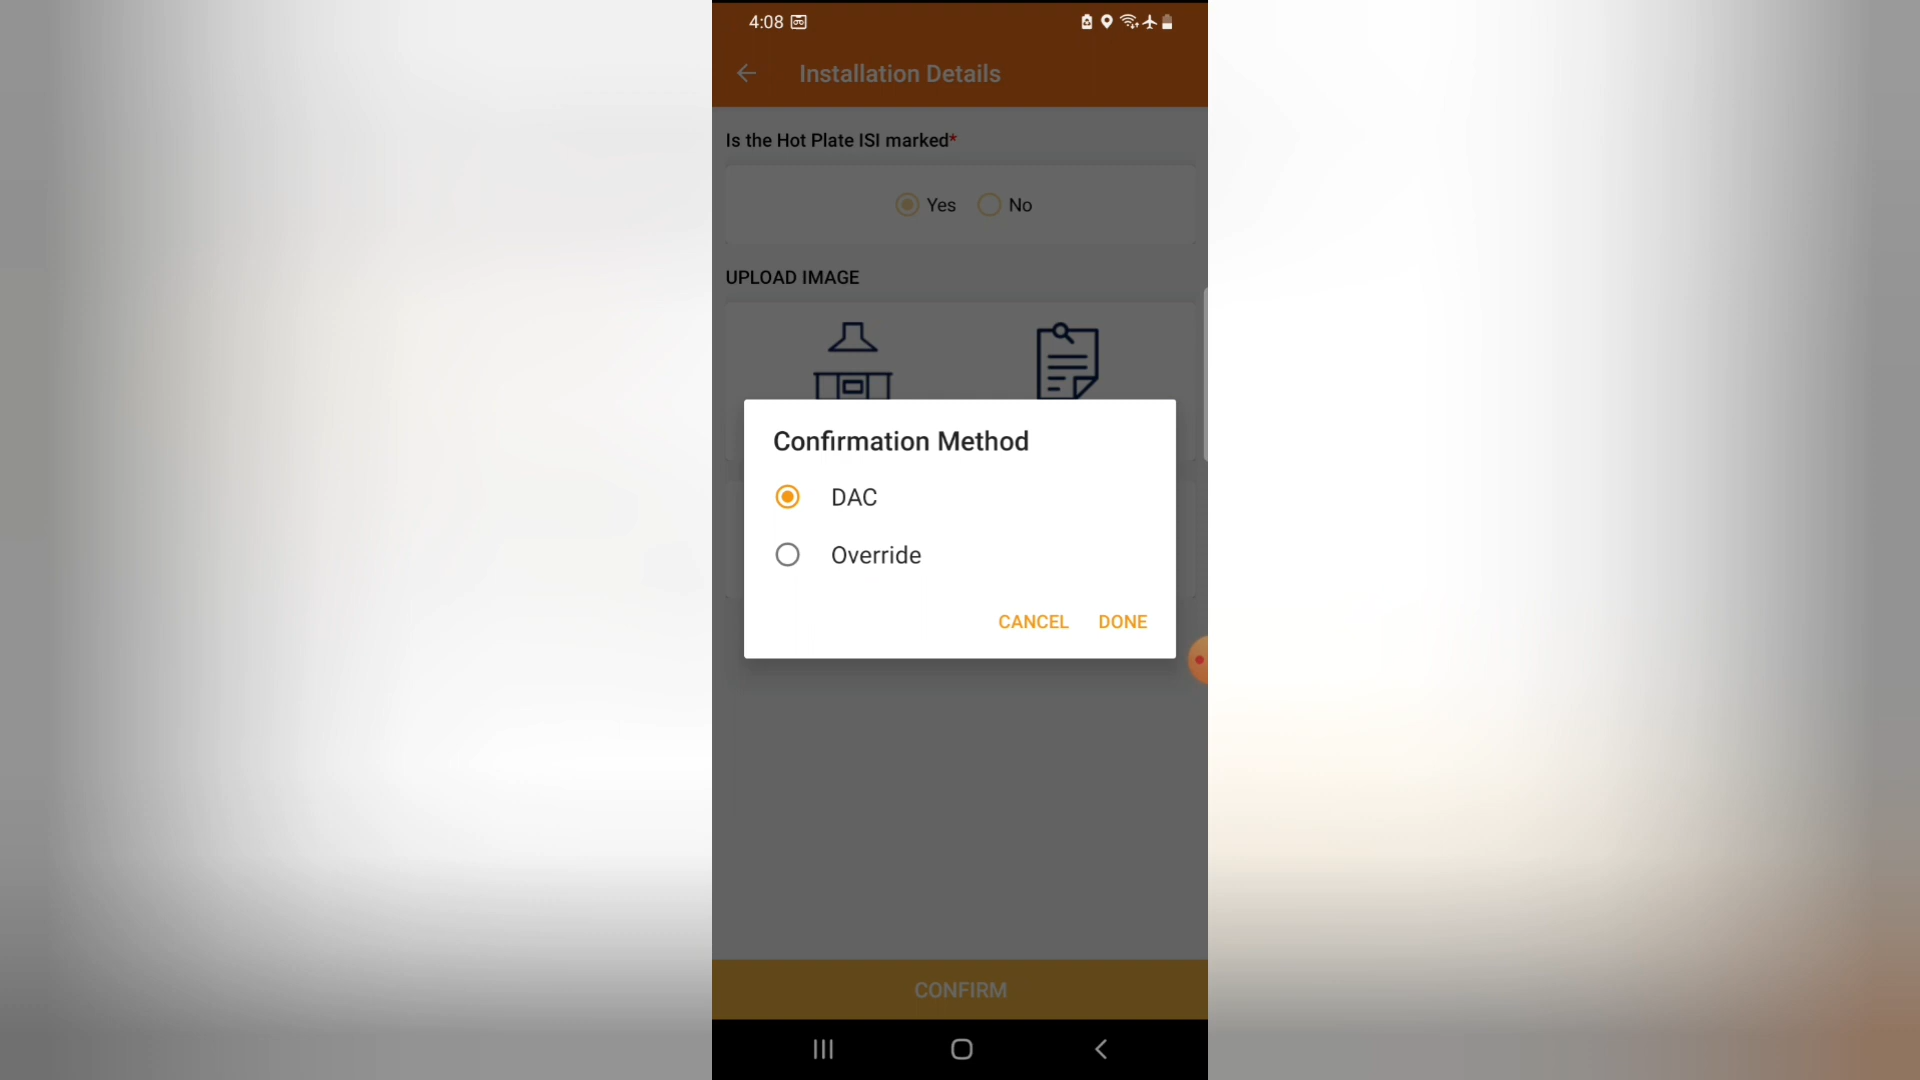 4:08
Installation Details
Is the Hot Plate ISI marked*
Yes No
UPLOAD IMAGE
Confirmation Method
DAC
Override
CANCEL DONE
CONFIRM